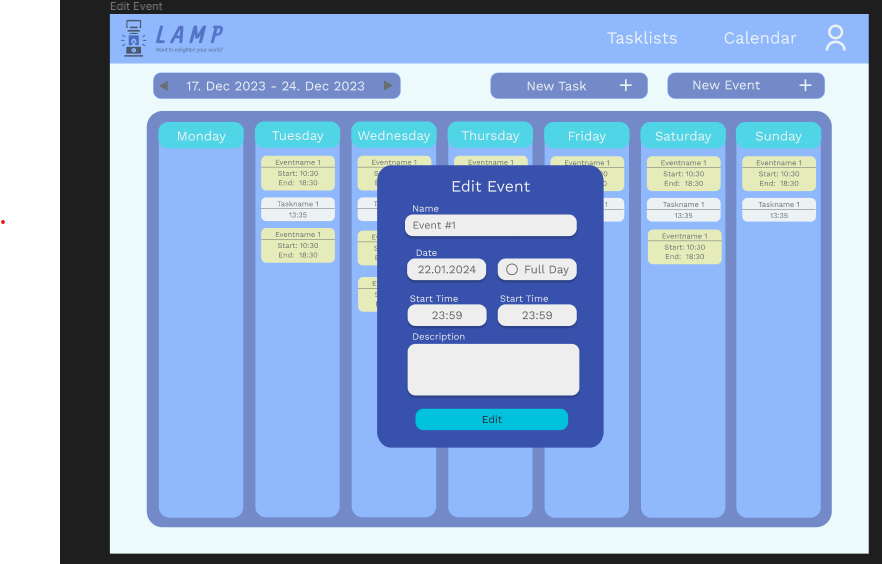 Edit Event
LAMP
Want to enlighten your world?
Tasklists
Calendar
17. Dec 2023 - 24. Dec 2023
New Task +
New Event +
Monday
Tuesday
Wednesday
Thursday
Friday
Saturday
Sunday
Eventname 1
Start: 10:30
End: 18:30
Taskname 1
13:35
Eventname 1
Start: 10:30
End: 18:30
Eventname 1
Eventname 1
Eventname 1
Eventname 1
Start: 10:30
End: 18:30
Taskname 1
13:35
Eventname 1
Start: 10:30
End: 18:30
Eventname 1
Start: 10:30
End: 18:30
Taskname 1
13:35
Edit Event
Name
Event #1
Date
22.01.2024
Full Day
Start Time
Start Time
23:59
23:59
Description
Edit